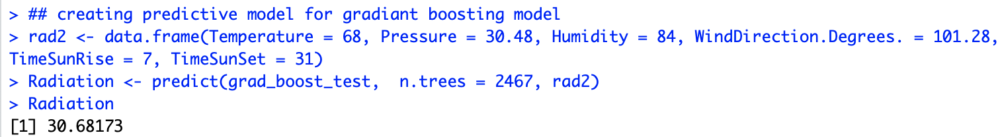 > ## creating predictive model for gradiant boosting model
> rad2 <- data.frame(Temperature = 68, Pressure = 30.48, Humidity = 84, WindDirection.Degrees. = 101.28,
TimeSunRise = 7, TimeSunSet = 31)
> Radiation <- predict(grad_boost_test,  n.trees = 2467, rad2)
> Radiation
[1] 30.68173